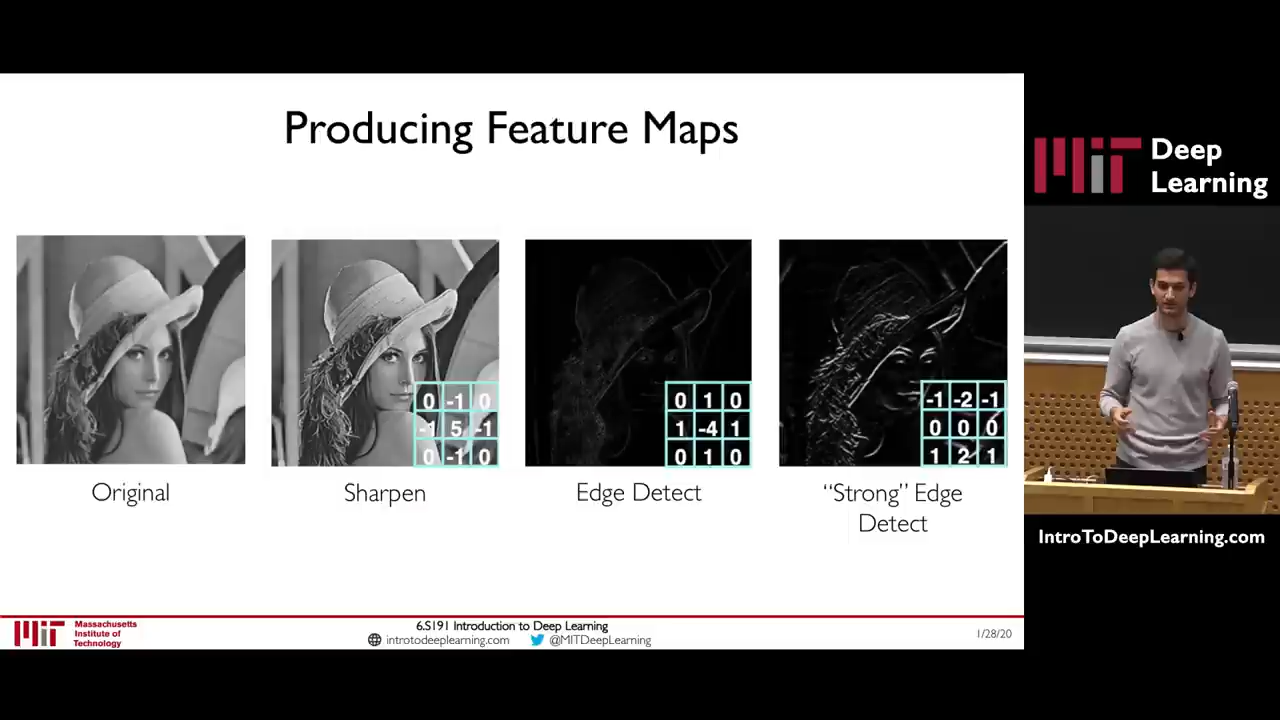 Producing Feature Maps
0 -1 0
-1 5 -1
0 -1 0
0 1 0
1 -4 1
0 1 0
-1 -2 -1
0 0 0
1 2 1
Original
Sharpen
Edge Detect
“Strong” Edge
Detect
MIT
Massachusetts
Institute of
Technology
6.S191 Introduction to Deep Learning
introtodeeplearning.com
@MITDeepLearning
1/28/20
MIT
Deep
Learning
IntroToDeepLearning.com